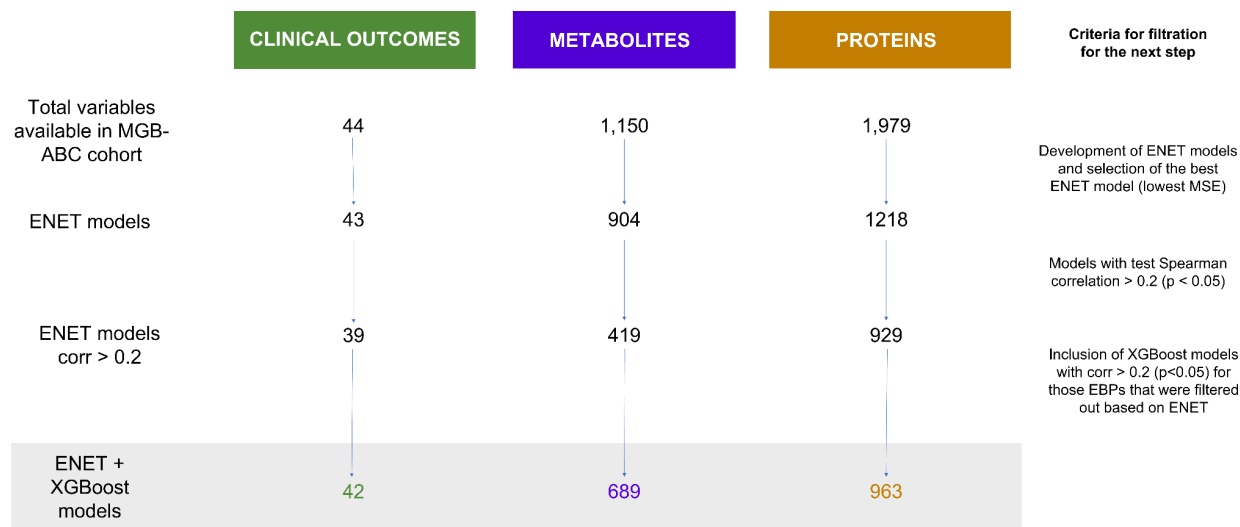 CLINICAL OUTCOMES
METABOLITES
PROTEINS
Criteria for filtration
for the next step
Total variables
available in MGB-
ABC cohort
44
1,150
1,979
Development of ENET models
and selection of the best
ENET model (lowest MSE)
ENET models
43
904
1218
Models with test Spearman
correlation > 0.2 (p < 0.05)
ENET models
corr > 0.2
39
419
929
Inclusion of XGBoost models
with corr > 0.2 (p<0.05) for
those EBPs that were filtered
out based on ENET
ENET +
XGBoost
models
42
689
963